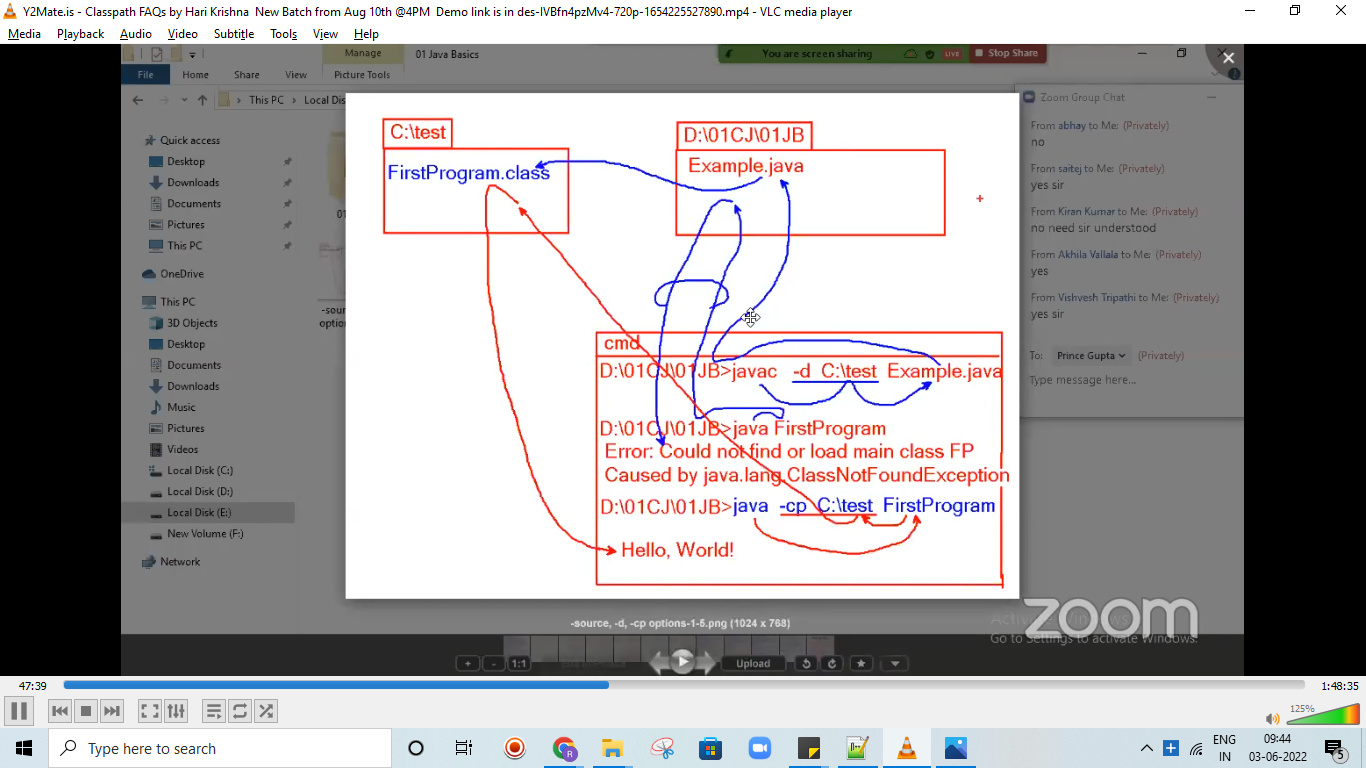 Y2Mate.is - Classpath FAQs by Hari Krishna  New Batch from Aug 10th @4PM  Demo link is in des-IVBfn4pzMv4-720p-1654225527890.mp4 - VLC media player
Media Playback Audio Video Subtitle Tools View Help
Manage 01 Java Basics You are screen sharing LIVE Stop Share
File Home Share View Picture Tools
This PC Local Dis
Quick access
Desktop
Downloads
Documents
Pictures
This PC
OneDrive
This PC
3D Objects
Desktop
Documents
Downloads
Music
Pictures
Videos
Local Disk (C:)
Local Disk (D:)
Local Disk (E:)
New Volume (F:)
Network
01
-sour
option
C:\test
FirstProgram.class
D:\01CJ\01JB
Example.java
cmd
D:\01CJ\01JB>javac -d C:\test Example.java
D:\01CJ\01JB>java FirstProgram
Error: Could not find or load main class FP
Caused by java.lang.ClassNotFoundException
D:\01CJ\01JB>java -cp C:\test FirstProgram
Hello, World!
Zoom Group Chat
From abhay to Me: (Privately)
no
From saitej to Me: (Privately)
yes sir
From Kiran Kumar to Me: (Privately)
no need sir understood
From Akhila Vallala to Me: (Privately)
yes
From Vishvesh Tripathi to Me: (Privately)
yes sir
To: Prince Gupta (Privately)
Type message here...
-source, -d, -cp options-1-5.png (1024 x 768)
zoom
Activate Windows
Go to Settings to activate Windows.
+ - 1:1 Upload
47:39 1:48:35
125%
Type here to search
ENG
IN
09:44
03-06-2022
5